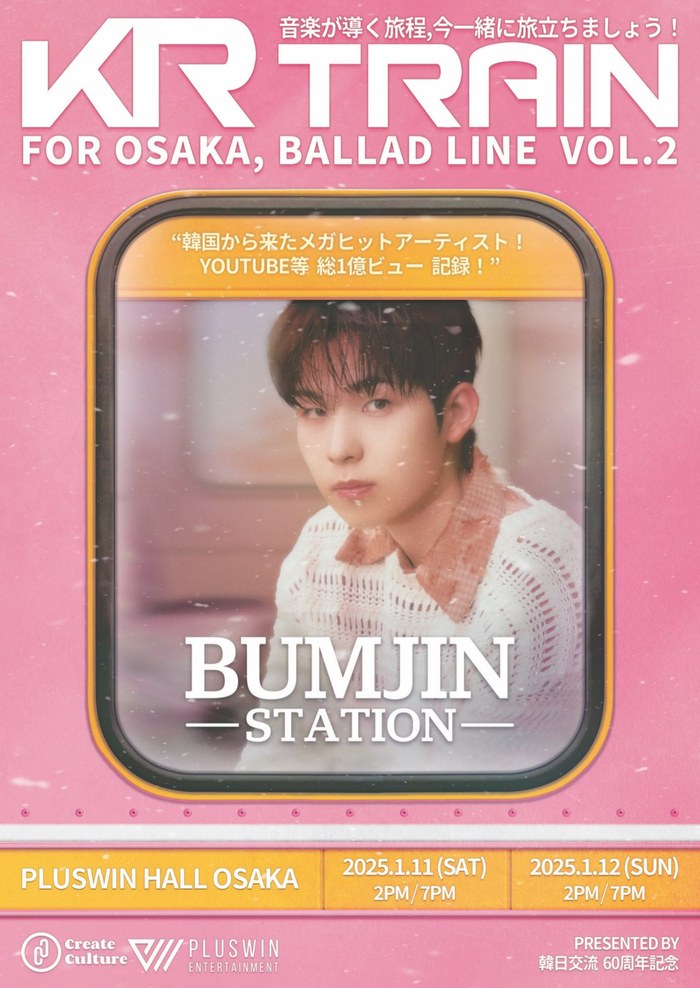 音楽が導く旅程,今一緒に旅立ちましょう！
KR TRAIN
FOR OSAKA, BALLAD LINE VOL.2
“韓国から来たメガヒットアーティスト！
YOUTUBE等 総1億ビュー 記録！”
BUMJIN
STATION
PLUSWIN HALL OSAKA
2025.1.11 (SAT)
2PM/7PM
2025.1.12 (SUN)
2PM/7PM
Create
Culture
PLUSWIN
ENTERTAINMENT
PRESENTED BY
韓日交流 60周年記念